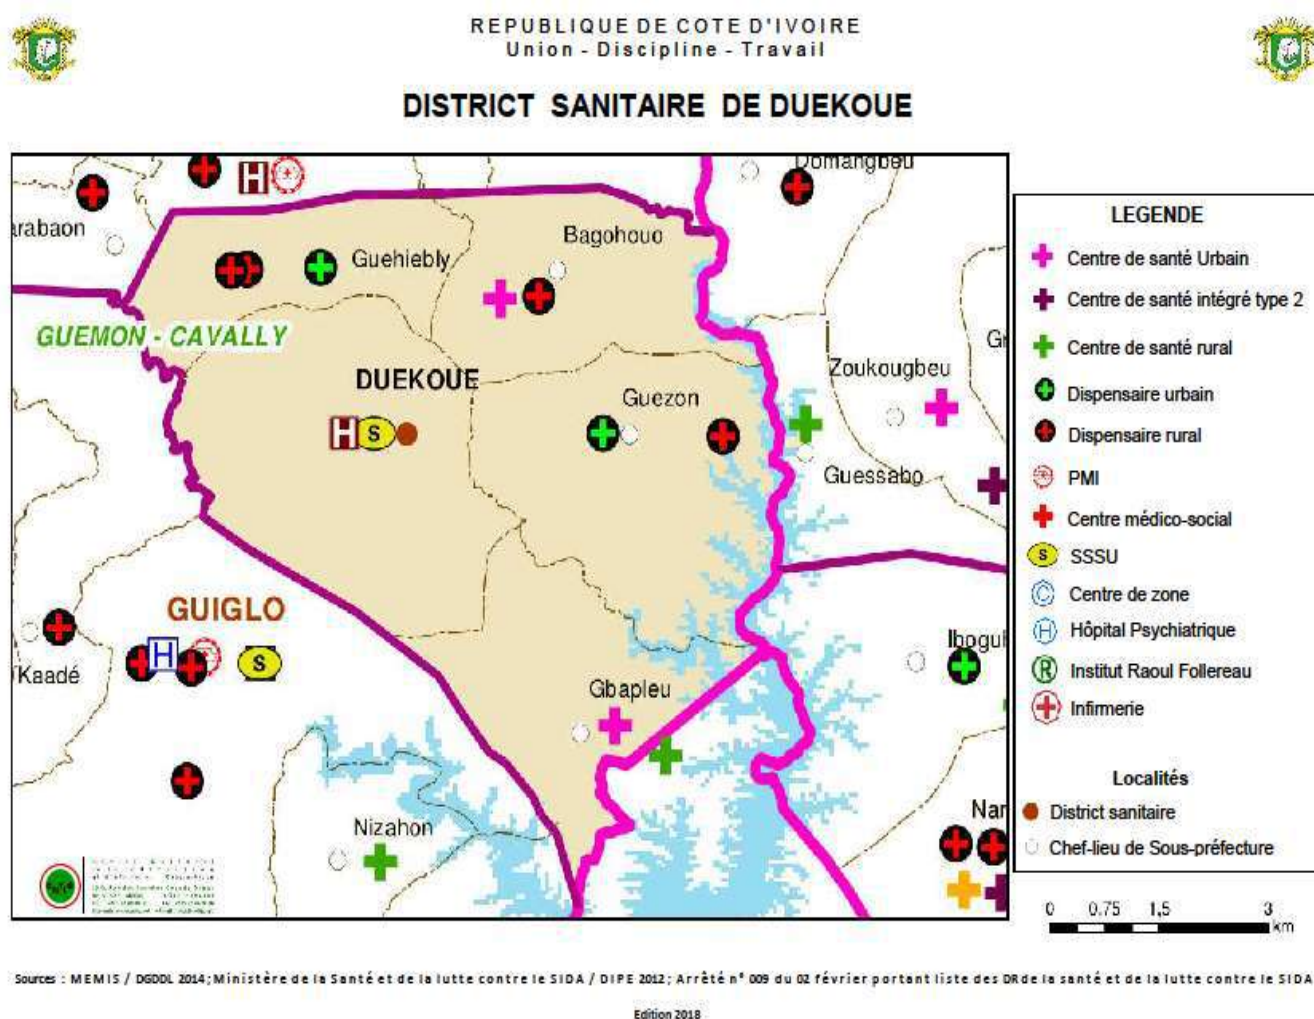 REPUBLIQUE DE COTE D'IVOIRE
Union - Discipline - Travail
DISTRICT SANITAIRE DE DUEKOUE
Domangbeu
arabaon
Bagohouo
Guehiebly
GUEMON - CAVALLY
DUEKOUE
Guezon
Zoukougbeu
Gr
Guessabo
GUIGLO
Kaadé
Gbapleu
Iboguh
Nizahon
Nar
H
H
S
H
S
LEGENDE
Centre de santé Urbain
Centre de santé intégré type 2
Centre de santé rural
Dispensaire urbain
Dispensaire rural
PMI
Centre médico-social
S SSSU
C Centre de zone
H Hôpital Psychiatrique
R Institut Raoul Follereau
Infirmerie
Localités
District sanitaire
Chef-lieu de Sous-préfecture
0 0,75 1,5 3
km
Sources : MEMIS / DGDDL 2014; Ministère de la Santé et de la lutte contre le SIDA / DIPE 2012; Arrêté n° 009 du 02 février portant liste des DR de la santé et de la lutte contre le SIDA
Edition 2018